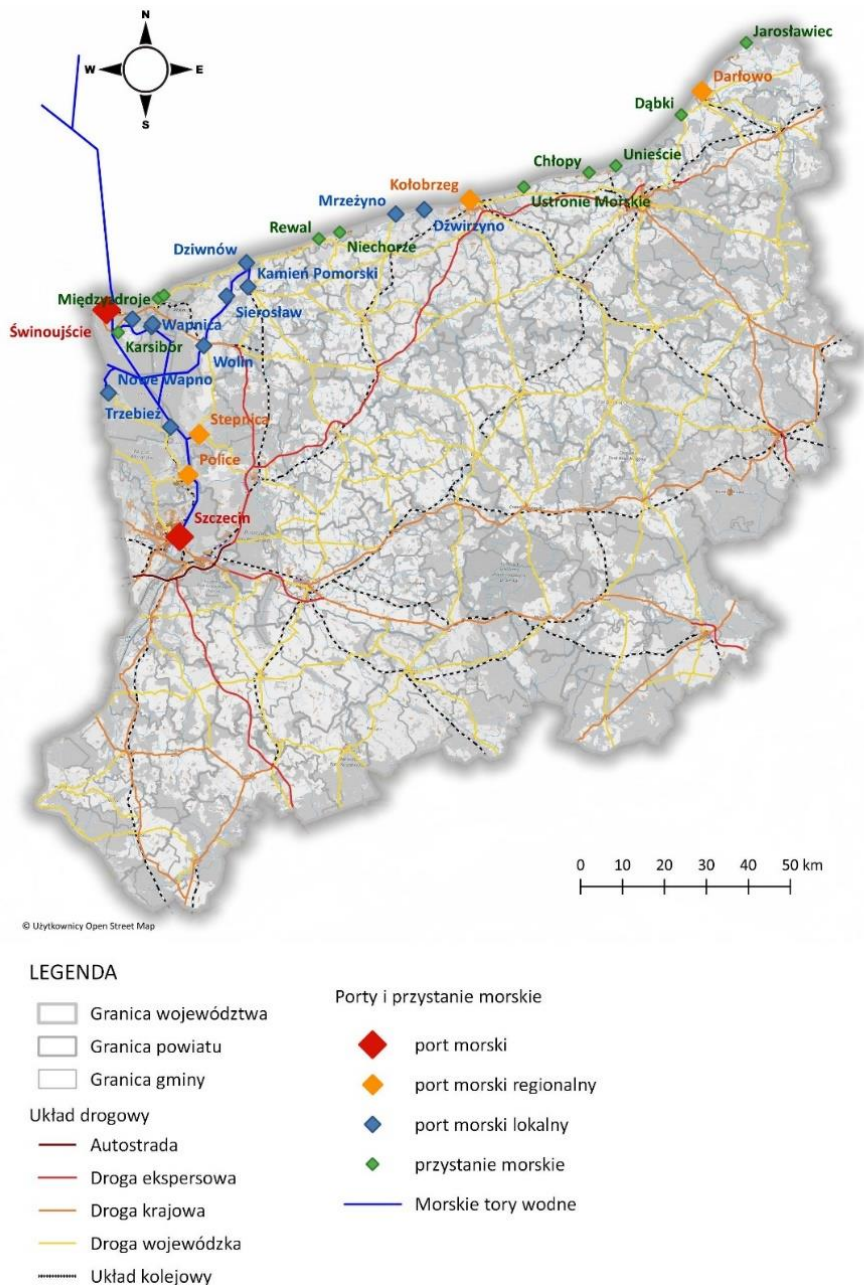 N
W
E
S
Jarosławiec
Darłowo
Dąbki
Unieście
Chłopy
Kołobrzeg
Ustronie Morskie
Mrzeżyno
Dźwirzyno
Rewal
Niechorze
Dziwnów
Kamień Pomorski
Międzyzdroje
Sierosław
Świnoujście
Wapnica
Karsibór
Wolin
Nowe Wapno
Trzebież
Stepnica
Police
Szczecin
0 10 20 30 40 50 km
© Użytkownicy Open Street Map
LEGENDA
Granica województwa
Granica powiatu
Granica gminy
Układ drogowy
Autostrada
Droga ekspersowa
Droga krajowa
Droga wojewódzka
Układ kolejowy
Porty i przystanie morskie
port morski
port morski regionalny
port morski lokalny
przystanie morskie
Morskie tory wodne